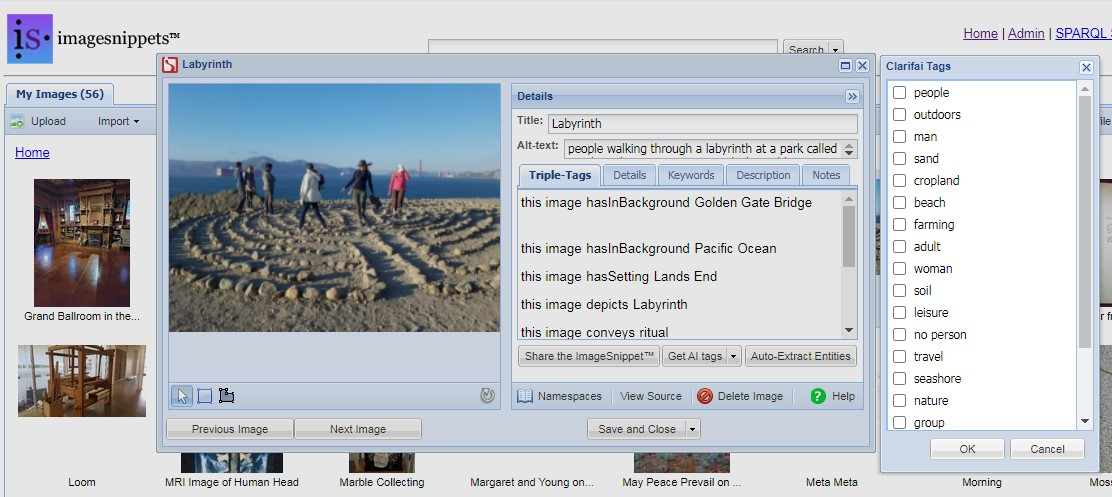 is imagesnippets™
Search
Home | Admin | SPARQL
My Images (56)
Upload
Import
Home
Grand Ballroom in the...
Labyrinth
Details
Title:
Labyrinth
Alt-text:
people walking through a labyrinth at a park called
Triple-Tags
Details
Keywords
Description
Notes
this image hasInBackground Golden Gate Bridge
this image hasInBackground Pacific Ocean
this image hasSetting Lands End
this image depicts Labyrinth
this image conveys ritual
Share the ImageSnippet™
Get AI tags
Auto-Extract Entities
Namespaces
View Source
Delete Image
Help
Previous Image
Next Image
Save and Close
Clarifai Tags
people
outdoors
man
sand
cropland
beach
farming
adult
woman
soil
leisure
no person
travel
seashore
nature
group
OK
Cancel
Loom
MRI Image of Human Head
Marble Collecting
Margaret and Young on...
May Peace Prevail on ...
Meta Meta
Morning